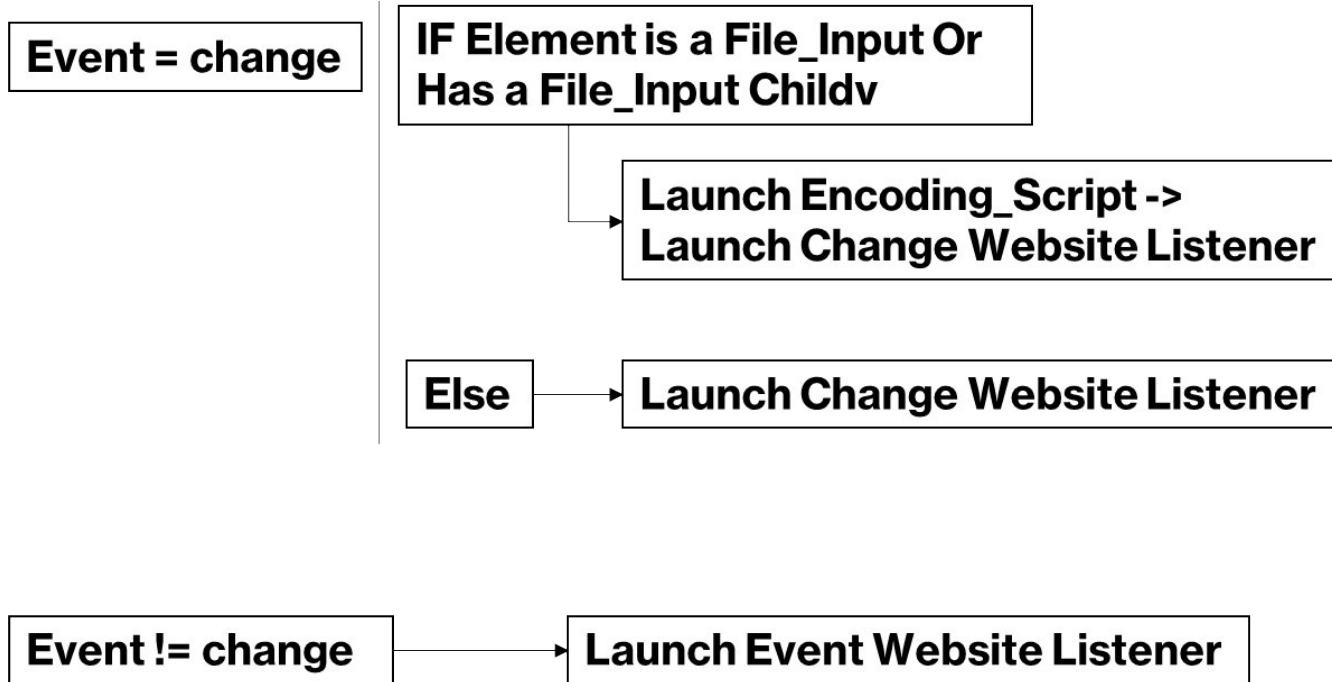 Event = change
IF Element is a File_Input Or
Has a File_Input Childv
Launch Encoding_Script ->
Launch Change Website Listener
Else
Launch Change Website Listener
Event != change
Launch Event Website Listener